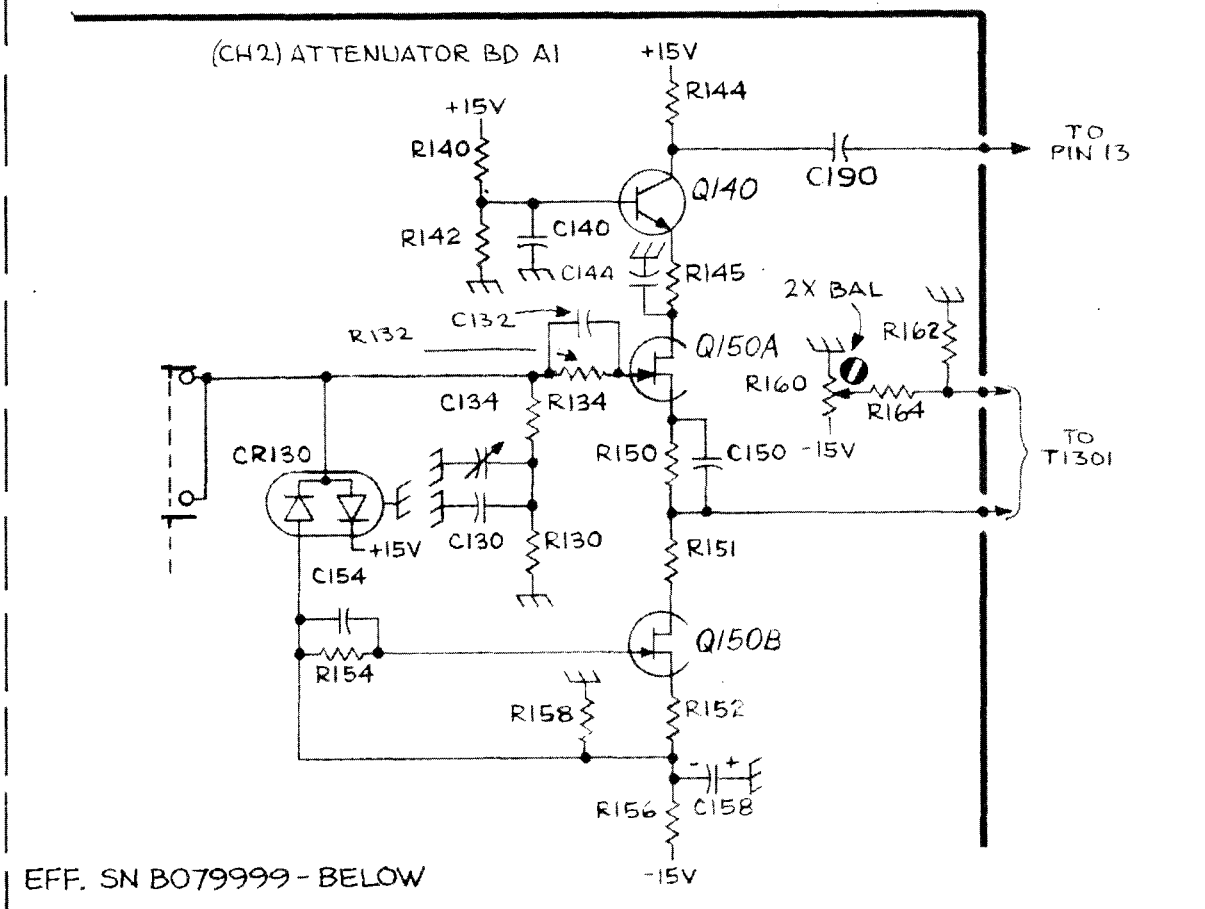 (CH2) ATTENUATOR BD A1
+15V
R144
+15V
R140
TO
PIN 13
C190
Q140
R142
C140
C144
R145
2X BAL
C132
R132
R162
Q150A
R160
R164
C134
R134
TO
T1301
CR130
R150
C150
-15V
+15V
C130
R130
R151
C154
Q150B
R154
R158
R152
- +
R156
C158
-15V
EFF. SN B079999-BELOW